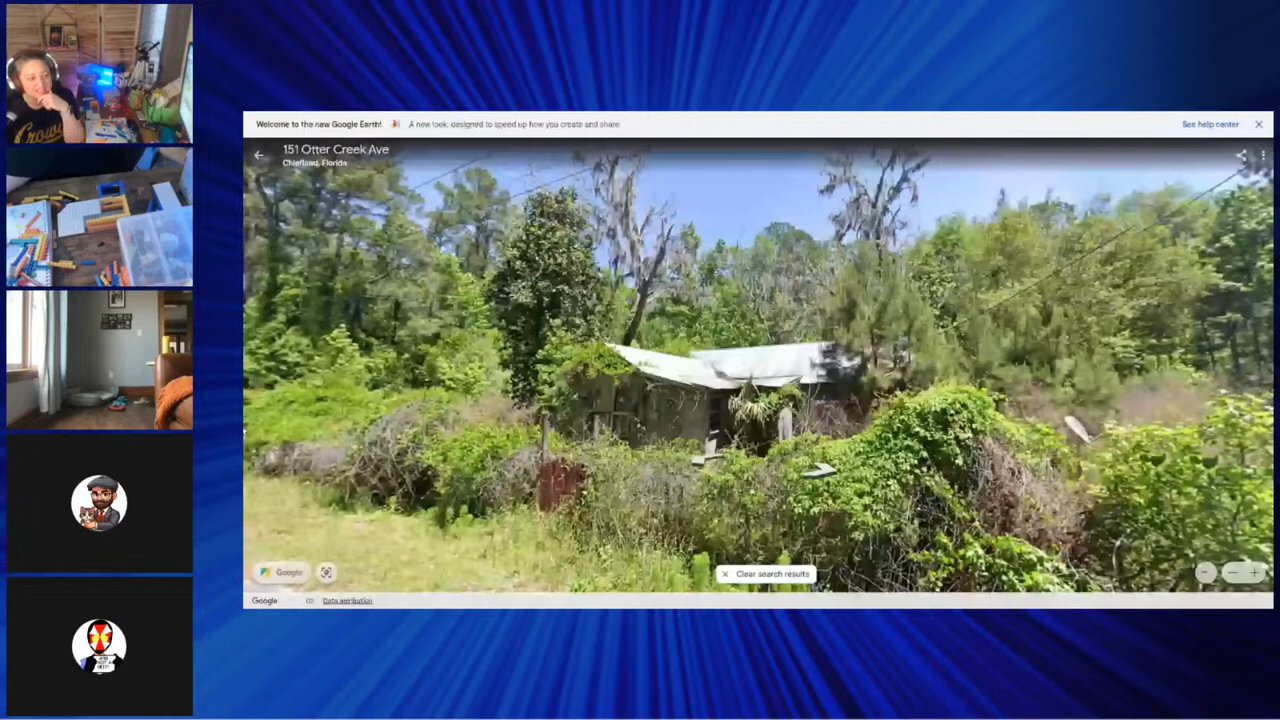 Welcome to the new Google Earth!
A new look: designed to speed up how you create and share
See help center
151 Otter Creek Ave
Chiefland, Florida
Crow
Google
Clear search results
Google
Data attribution